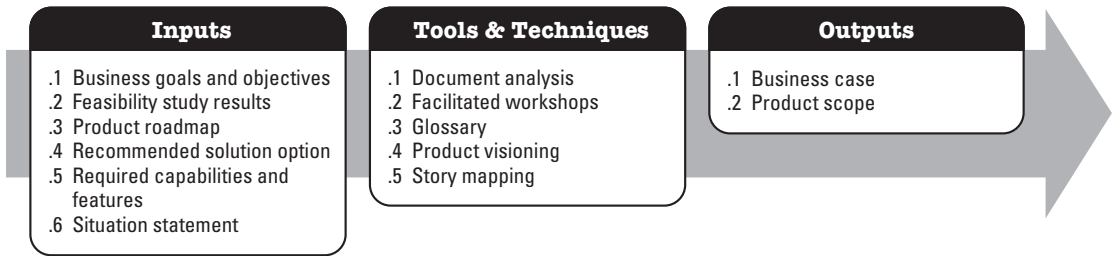 Inputs
.1 Business goals and objectives
.2 Feasibility study results
.3 Product roadmap
.4 Recommended solution option
.5 Required capabilities and
features
.6 Situation statement
Tools & Techniques
.1 Document analysis
.2 Facilitated workshops
.3 Glossary
.4 Product visioning
.5 Story mapping
Outputs
.1 Business case
.2 Product scope